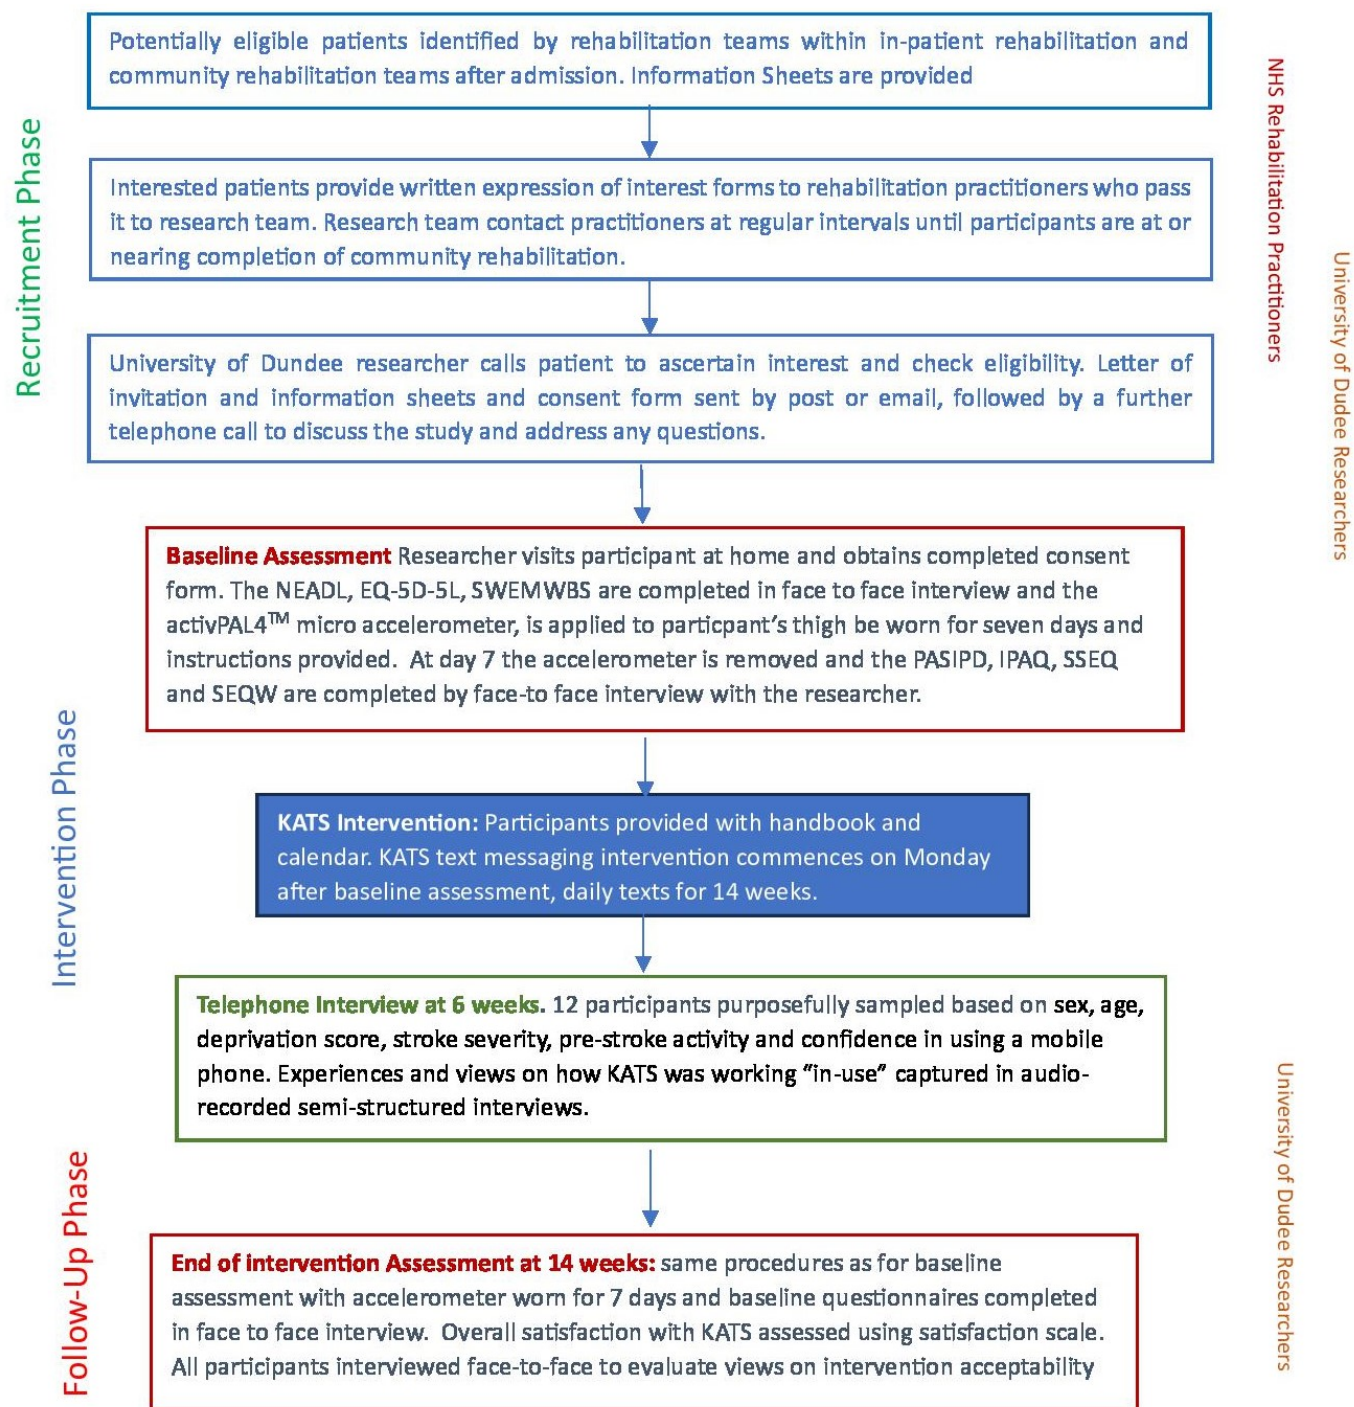 Potentially eligible patients identified by rehabilitation teams within in-patient rehabilitation and
community rehabilitation teams after admission. Information Sheets are provided
Recruitment Phase
NHS Rehabilitation Practitioners
University of Dudee Researchers
Interested patients provide written expression of interest forms to rehabilitation practitioners who pass
it to research team. Research team contact practitioners at regular intervals until participants are at or
nearing completion of community rehabilitation.
University of Dundee researcher calls patient to ascertain interest and check eligibility. Letter of
invitation and information sheets and consent form sent by post or email, followed by a further
telephone call to discuss the study and address any questions.
Baseline Assessment Researcher visits participant at home and obtains completed consent
form. The NEADL, EQ-5D-5L, SWEMWBS are completed in face to face interview and the
activPAL4™ micro accelerometer, is applied to particpant's thigh be worn for seven days and
instructions provided. At day 7 the accelerometer is removed and the PASIPD, IPAQ, SSEQ
and SEQW are completed by face-to face interview with the researcher.
Intervention Phase
KATS Intervention: Participants provided with handbook and
calendar. KATS text messaging intervention commences on Monday
after baseline assessment, daily texts for 14 weeks.
Telephone Interview at 6 weeks. 12 participants purposefully sampled based on sex, age,
deprivation score, stroke severity, pre-stroke activity and confidence in using a mobile
phone. Experiences and views on how KATS was working "in-use" captured in audio-
recorded semi-structured interviews.
University of Dudee Researchers
Follow-Up Phase
End of intervention Assessment at 14 weeks: same procedures as for baseline
assessment with accelerometer worn for 7 days and baseline questionnaires completed
in face to face interview. Overall satisfaction with KATS assessed using satisfaction scale.
All participants interviewed face-to-face to evaluate views on intervention acceptability